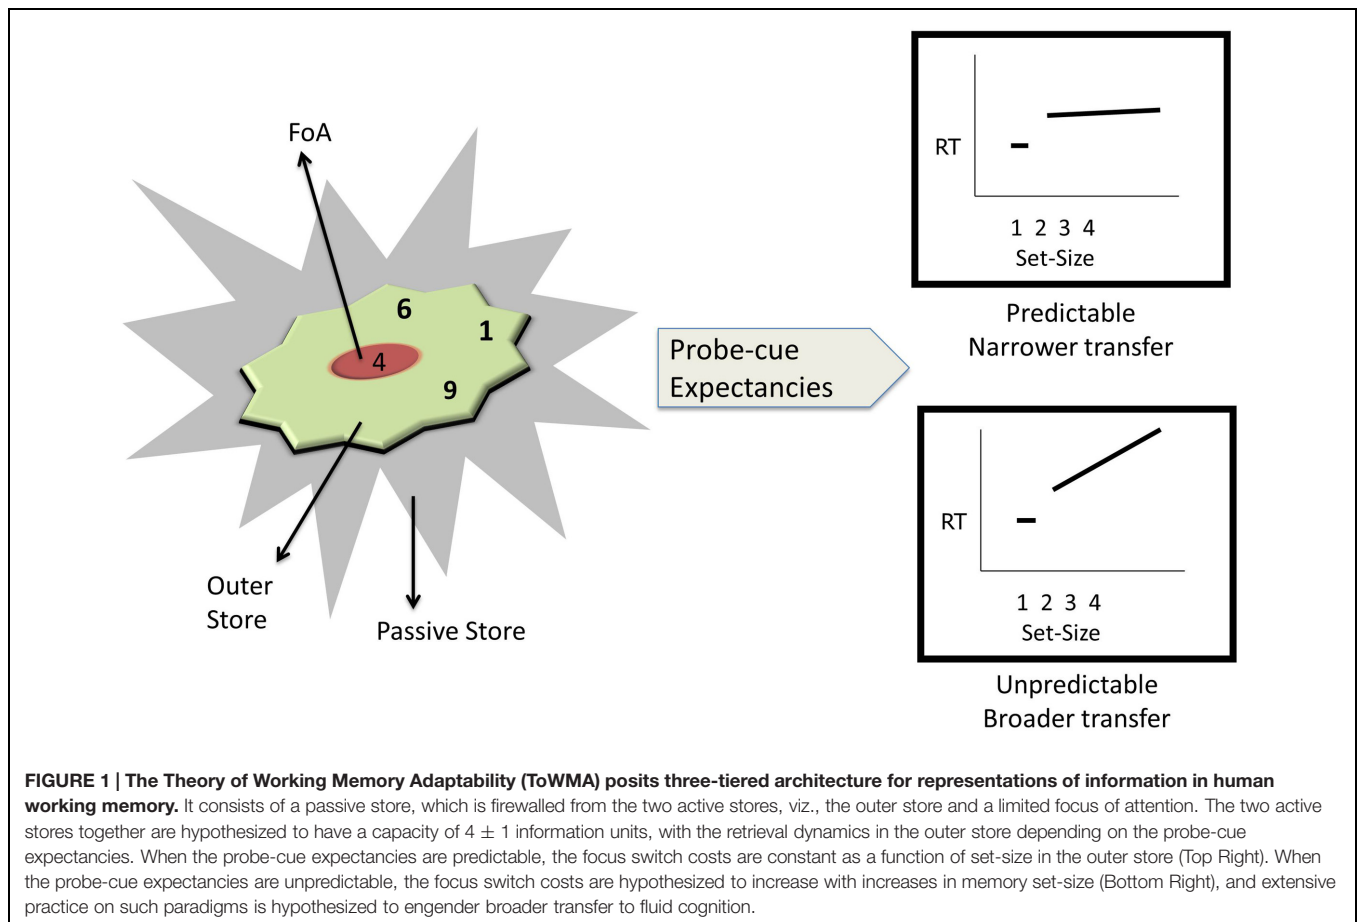 FoA
6
1
4
9
Outer
Store
Passive Store
Probe-cue
Expectancies
RT
1 2 3 4
Set-Size
Predictable
Narrower transfer
RT
1 2 3 4
Set-Size
Unpredictable
Broader transfer
FIGURE 1 | The Theory of Working Memory Adaptability (ToWMA) posits three-tiered architecture for representations of information in human
working memory. It consists of a passive store, which is firewalled from the two active stores, viz., the outer store and a limited focus of attention. The two active
stores together are hypothesized to have a capacity of 4 ± 1 information units, with the retrieval dynamics in the outer store depending on the probe-cue
expectancies. When the probe-cue expectancies are predictable, the focus switch costs are constant as a function of set-size in the outer store (Top Right). When
the probe-cue expectancies are unpredictable, the focus switch costs are hypothesized to increase with increases in memory set-size (Bottom Right), and extensive
practice on such paradigms is hypothesized to engender broader transfer to fluid cognition.